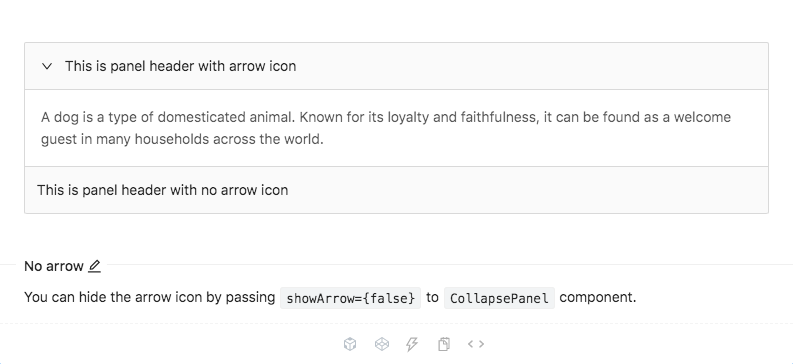 This is panel header with arrow icon
A dog is a type of domesticated animal. Known for its loyalty and faithfulness, it can be found as a welcome
guest in many households across the world.
This is panel header with no arrow icon
No arrow
You can hide the arrow icon by passing showArrow={false} to CollapsePanel component.